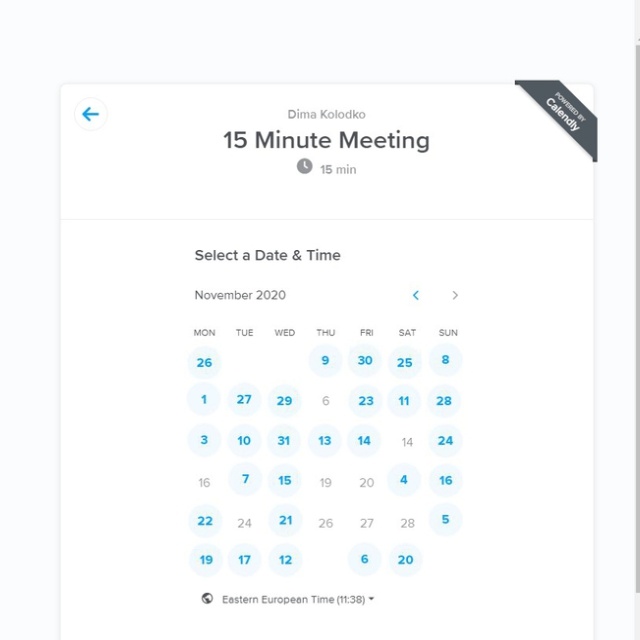 POWERED BY
Calendly
Dima Kolodko
15 Minute Meeting
15 min
Select a Date & Time
November 2020
MON TUE WED THU FRI SAT SUN
26 9 30 25 8
1 27 29 6 23 11 28
3 10 31 13 14 14 24
16 7 15 19 20 4 16
22 24 21 26 27 28 5
19 17 12 6 20
Eastern European Time (11:38)